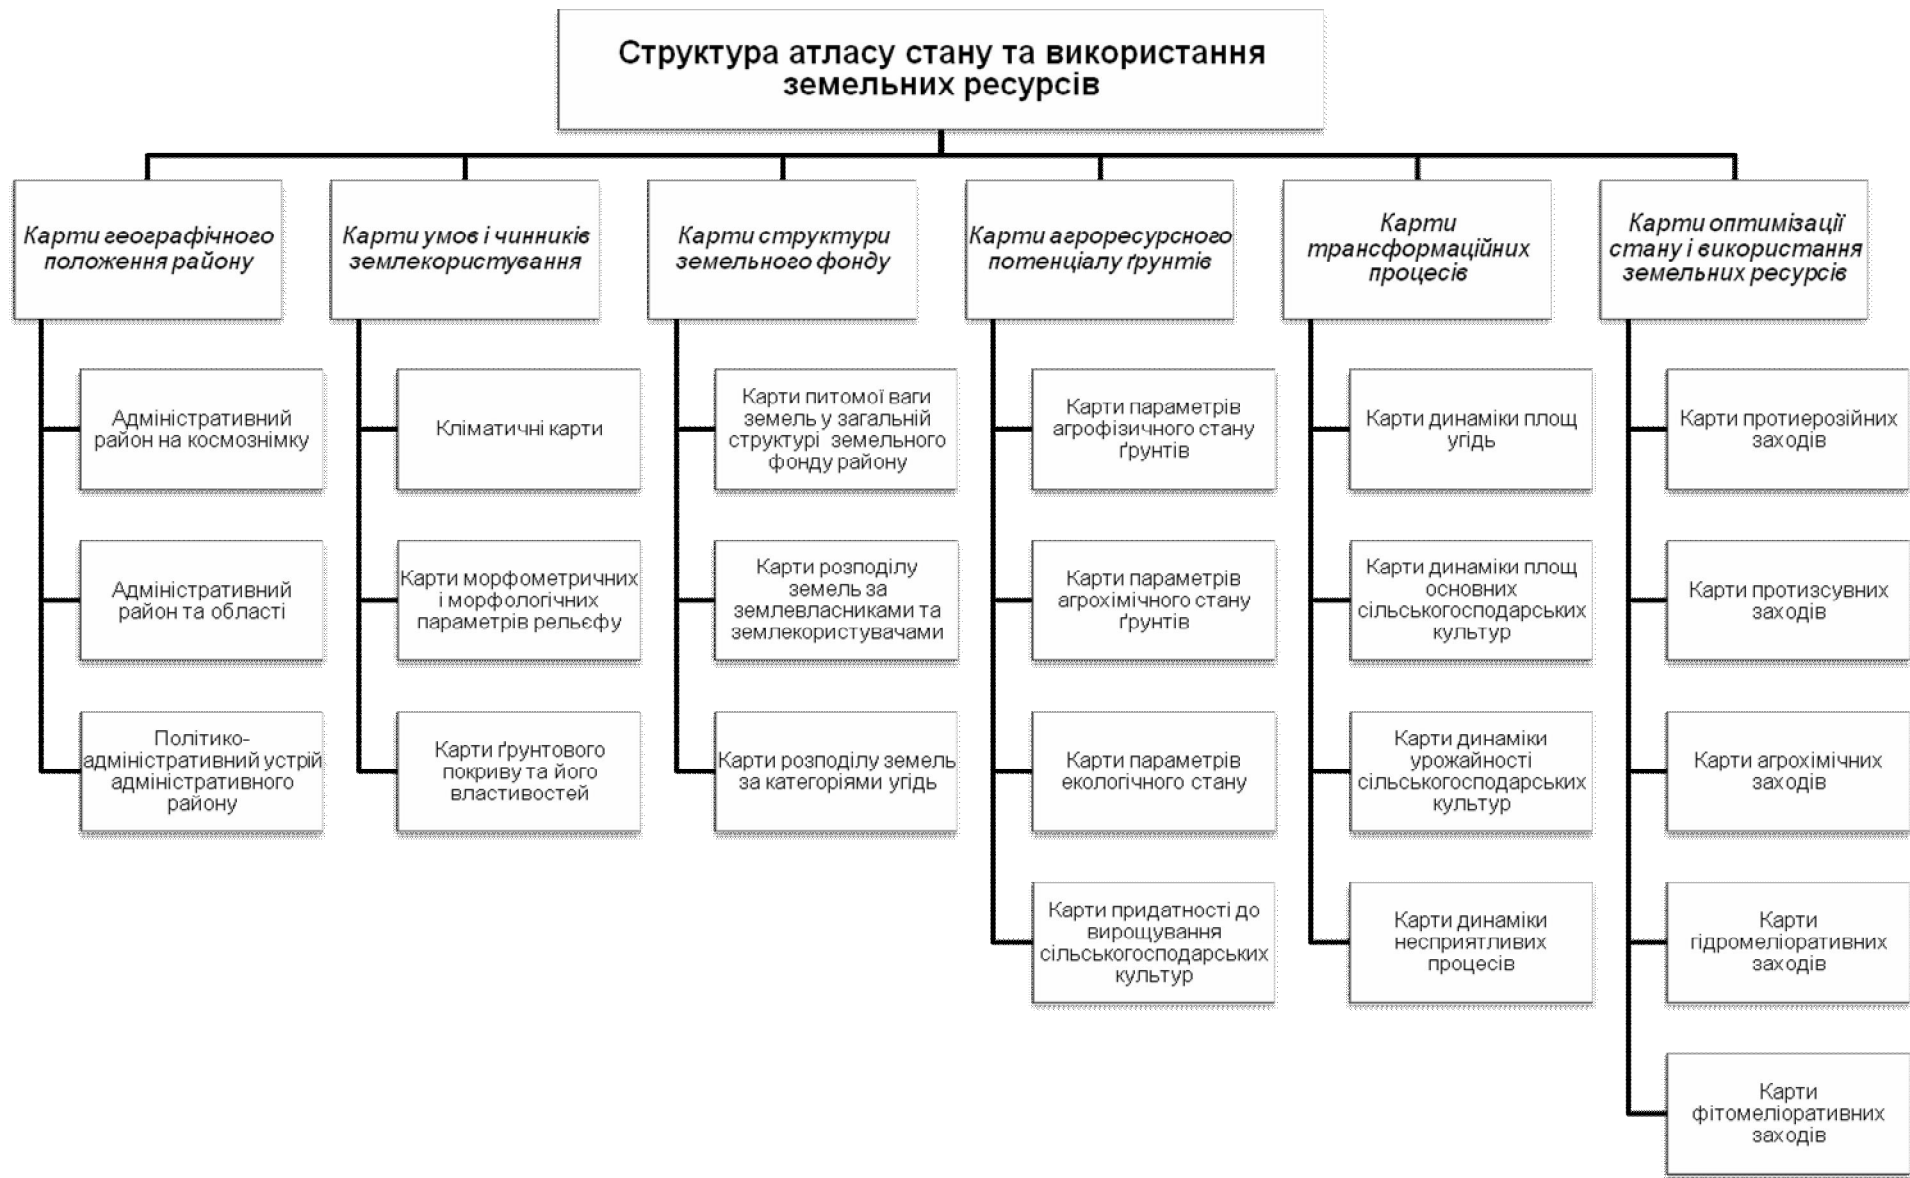 Структура атласу стану та використання
земельних ресурсів
Карти географічного
положення району
Карти умов і чинників
землекористування
Карти структури
земельного фонду
Карти агроресурсного
потенціалу ґрунтів
Карти
трансформаційних
процесів
Карти оптимізації
стану і використання
земельних ресурсів
Адміністративний
район на космознімку
Адміністративний
район та області
Політико-
адміністративний устрій
адміністративного
району
Кліматичні карти
Карти морфометричних
і морфологічних
параметрів рельєфу
Карти ґрунтового
покриву та його
властивостей
Карти питомої ваги
земель у загальній
структурі земельного
фонду району
Карти розподілу
земель за
землевласниками та
землекористувачами
Карти розподілу земель
за категоріями угідь
Карти параметрів
агрофізичного стану
ґрунтів
Карти параметрів
агрохімічного стану
ґрунтів
Карти параметрів
екологічного стану
Карти придатності до
вирощування
сільськогосподарських
культур
Карти динаміки площ
угідь
Карти динаміки площ
основних
сільськогосподарських
культур
Карти динаміки
урожайності
сільськогосподарських
культур
Карти динаміки
несприятливих
процесів
Карти протиерозійних
заходів
Карти протизсувних
заходів
Карти агрохімічних
заходів
Карти
гідромеліоративних
заходів
Карти
фітомеліоративних
заходів